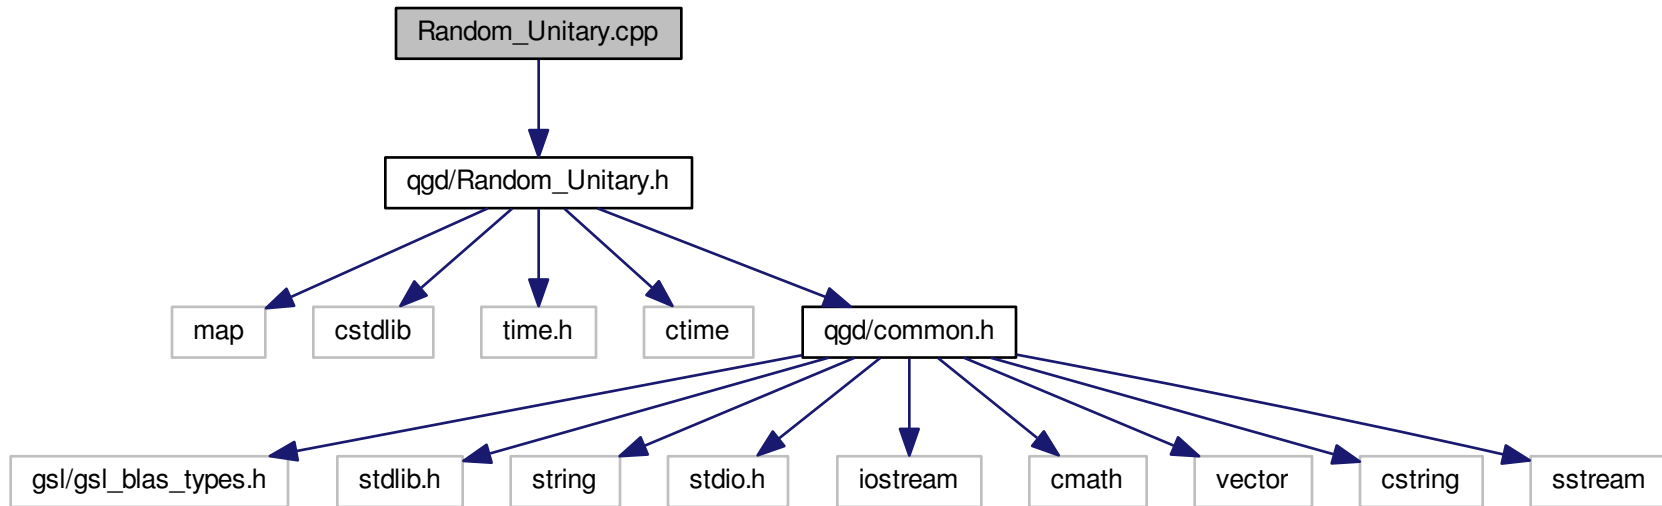 Random_Unitary.cpp
qgd/Random_Unitary.h
map
cstdlib
time.h
ctime
qgd/common.h
gsl/gsl_blas_types.h
stdlib.h
string
stdio.h
iostream
cmath
vector
cstring
sstream